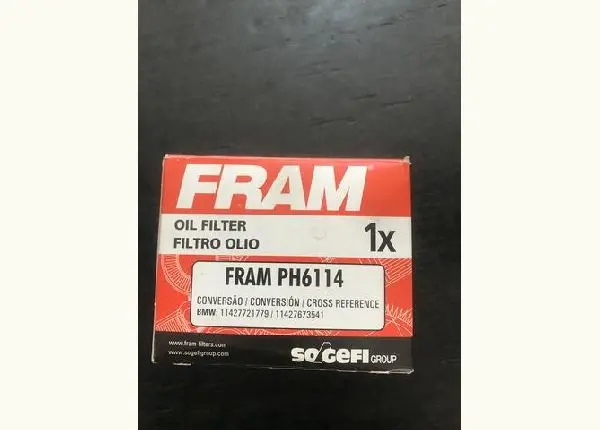 FRAM
OIL FILTER
FILTRO OLIO
1x
FRAM PH6114
CONVERSÃO / CONVERSIÓN / CROSS REFERENCE
BMW: 11427721779 / 11427673541
www.fram-filters.com
www.sogefigroup.com
SOGEFI GROUP